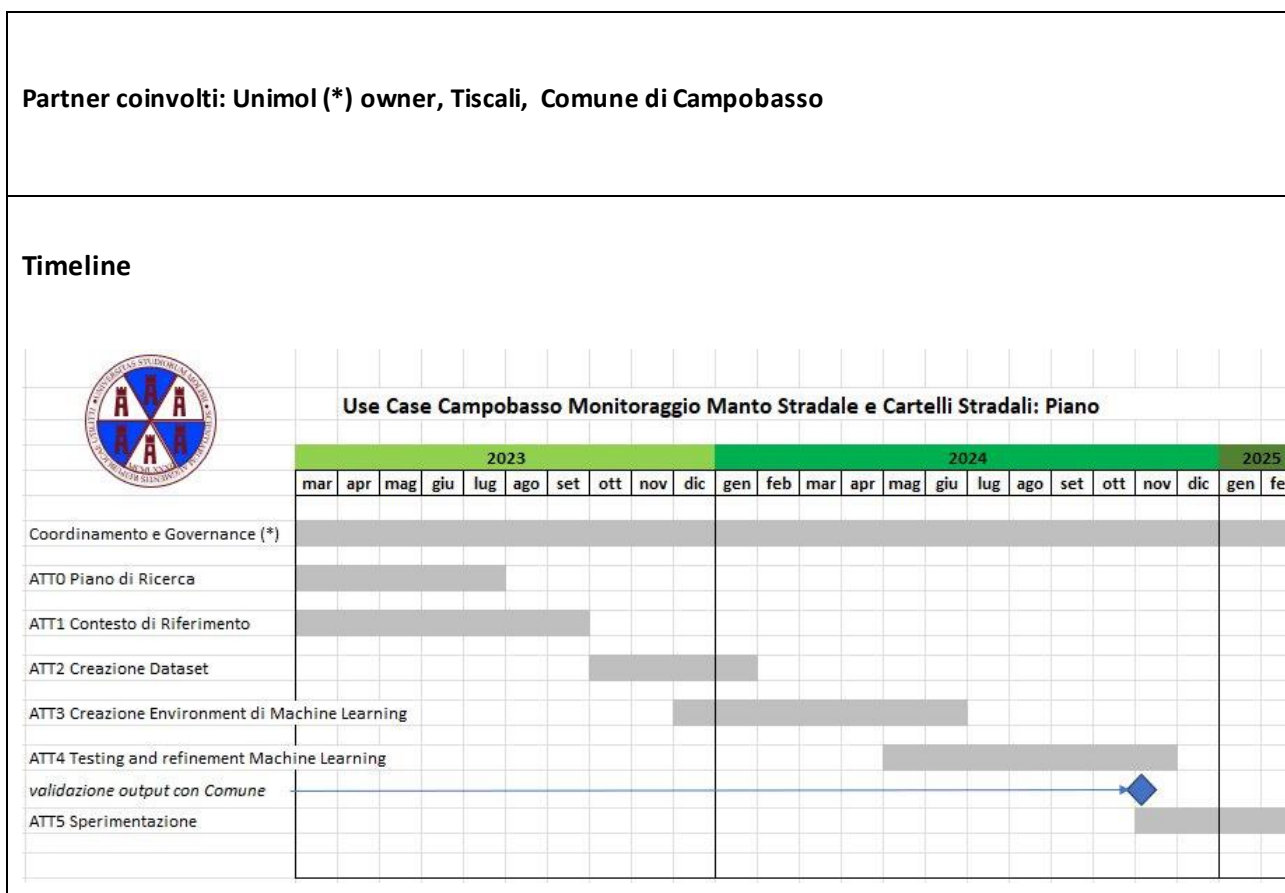 Partner coinvolti: Unimol (*) owner, Tiscali, Comune di Campobasso
Timeline
Use Case Campobasso Monitoraggio Manto Stradale e Cartelli Stradali: Piano
2023 2024 2025
mar apr mag giu lug ago set ott nov dic gen feb mar apr mag giu lug ago set ott nov dic gen fe
Coordinamento e Governance (*)
ATT0 Piano di Ricerca
ATT1 Contesto di Riferimento
ATT2 Creazione Dataset
ATT3 Creazione Environment di Machine Learning
ATT4 Testing and refinement Machine Learning
validazione output con Comune
ATT5 Sperimentazione